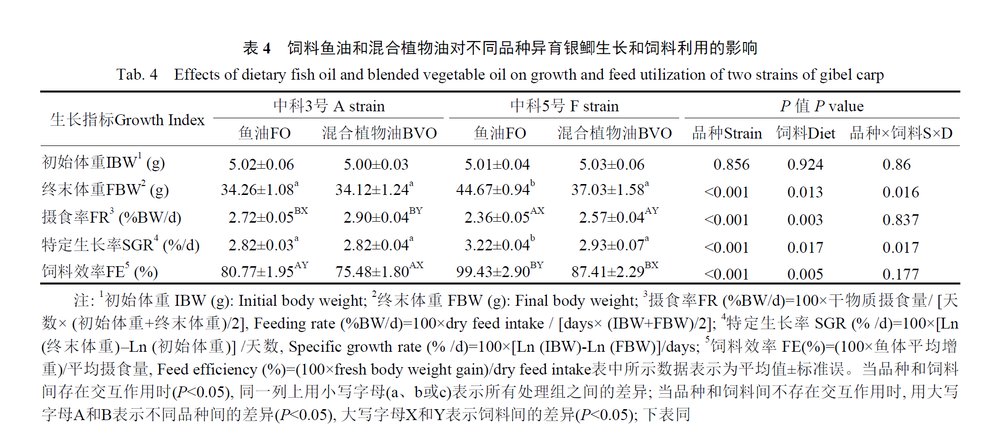 表 4 饲料鱼油和混合植物油对不同品种异育银鲫生长和饲料利用的影响
Tab. 4 Effects of dietary fish oil and blended vegetable oil on growth and feed utilization of two strains of gibel carp
生长指标Growth Index 中科3号 A strain 中科5号 F strain P 值 P value
鱼油FO 混合植物油BVO 鱼油FO 混合植物油BVO 品种Strain 饲料Diet 品种×饲料S×D
初始体重IBW¹ (g) 5.02±0.06 5.00±0.03 5.01±0.04 5.03±0.06 0.856 0.924 0.86
终末体重FBW² (g) 34.26±1.08ᵃ 34.12±1.24ᵃ 44.67±0.94ᵇ 37.03±1.58ᵃ <0.001 0.013 0.016
摄食率FR³ (%BW/d) 2.72±0.05BX 2.90±0.04BY 2.36±0.05AX 2.57±0.04AY <0.001 0.003 0.837
特定生长率SGR⁴ (%/d) 2.82±0.03ᵃ 2.82±0.04ᵃ 3.22±0.04ᵇ 2.93±0.07ᵃ <0.001 0.017 0.017
饲料效率FE⁵ (%) 80.77±1.95AY 75.48±1.80AX 99.43±2.90BY 87.41±2.29BX <0.001 0.005 0.177
注: ¹初始体重 IBW (g): Initial body weight; ²终末体重 FBW (g): Final body weight; ³摄食率FR (%BW/d)=100×干物质摄食量/ [天
数× (初始体重+终末体重)/2], Feeding rate (%BW/d)=100×dry feed intake / [days× (IBW+FBW)/2]; ⁴特定生长率 SGR (% /d)=100×[Ln
(终末体重)–Ln (初始体重)] /天数, Specific growth rate (% /d)=100×[Ln (IBW)-Ln (FBW)]/days; ⁵饲料效率 FE(%)=(100×鱼体平均增
重)/平均摄食量, Feed efficiency (%)=(100×fresh body weight gain)/dry feed intake表中所示数据表示为平均值±标准误。当品种和饲料
间存在交互作用时(P<0.05), 同一列上用小写字母(a、b或c)表示所有处理组之间的差异; 当品种和饲料间不存在交互作用时, 用大写
字母A和B表示不同品种间的差异(P<0.05), 大写字母X和Y表示饲料间的差异(P<0.05); 下表同